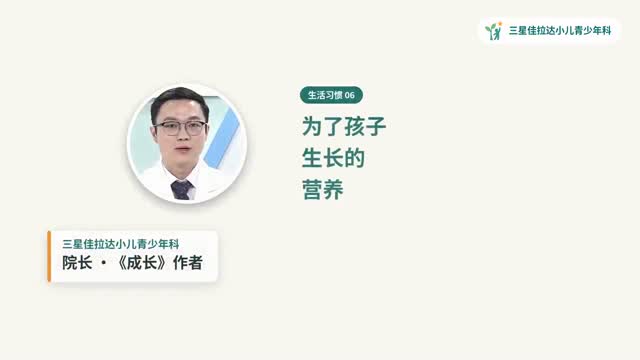 三星佳拉达小儿青少年科
生活习惯 06
为了孩子
生长的
营养
三星佳拉达小儿青少年科
院长 · 《成长》作者